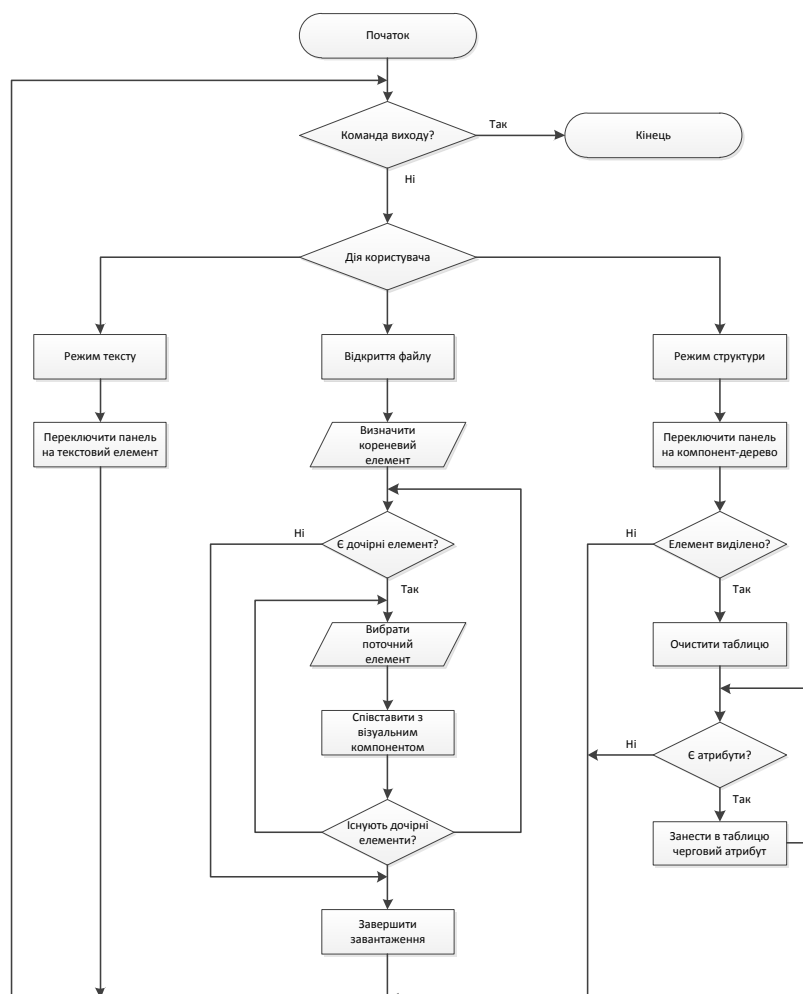 Початок
Команда виходу?
Так
Кінець
Ні
Дія користувача
Режим тексту
Відкриття файлу
Режим структури
Переключити панель
на текстовий елемент
Визначити
кореневий
елемент
Переключити панель
на компонент-дерево
Ні
Є дочірні елемент?
Ні
Елемент виділено?
Так
Так
Вибрати
поточний
елемент
Очистити таблицю
Співставити з
візуальним
компонентом
Ні
Є атрибути?
Так
Існують дочірні
елементи?
Занести в таблицю
черговий атрибут
Завершити
завантаження